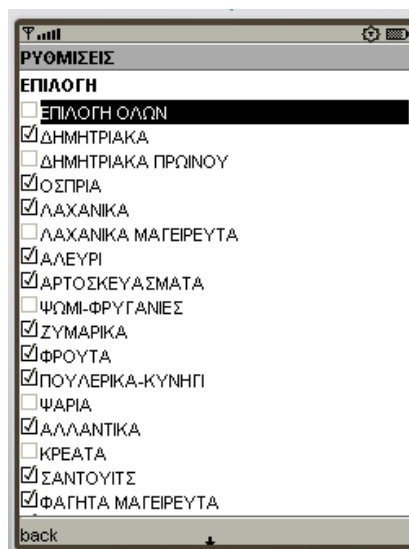 ΡΥΘΜΙΣΕΙΣ
ΕΠΙΛΟΓΗ
ΕΠΙΛΟΓΗ ΟΛΩΝ
ΔΗΜΗΤΡΙΑΚΑ
ΔΗΜΗΤΡΙΑΚΑ ΠΡΩΙΝΟΥ
ΟΣΠΡΙΑ
ΛΑΧΑΝΙΚΑ
ΛΑΧΑΝΙΚΑ ΜΑΓΕΙΡΕΥΤΑ
ΑΛΕΥΡΙ
ΑΡΤΟΣΚΕΥΑΣΜΑΤΑ
ΨΩΜΙ-ΦΡΥΓΑΝΙΕΣ
ΖΥΜΑΡΙΚΑ
ΦΡΟΥΤΑ
ΠΟΥΛΕΡΙΚΑ-ΚΥΝΗΓΙ
ΨΑΡΙΑ
ΑΛΛΑΝΤΙΚΑ
ΚΡΕΑΤΑ
ΣΑΝΤΟΥΙΤΣ
ΦΑΓΗΤΑ ΜΑΓΕΙΡΕΥΤΑ
back